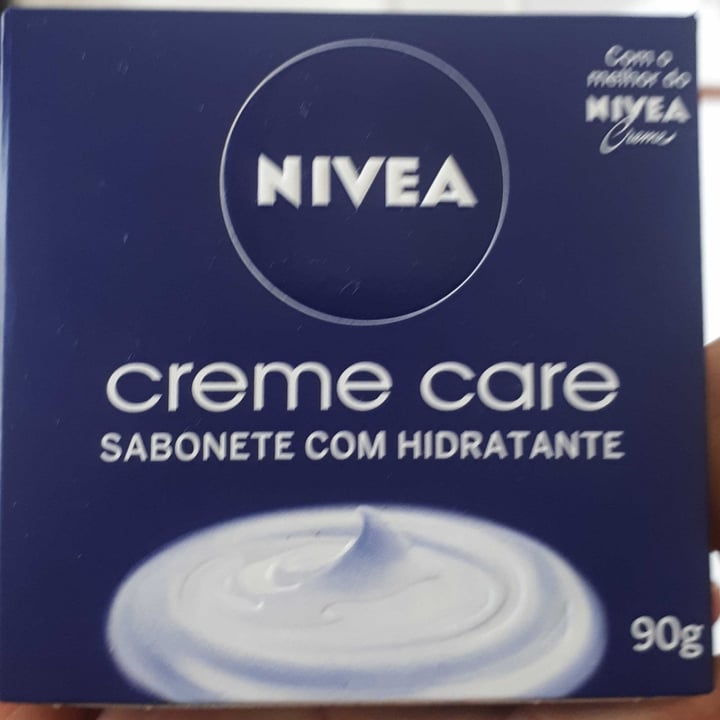 Com o
melhor do
NIVEA
Creme
NIVEA
creme care
SABONETE COM HIDRATANTE
90g